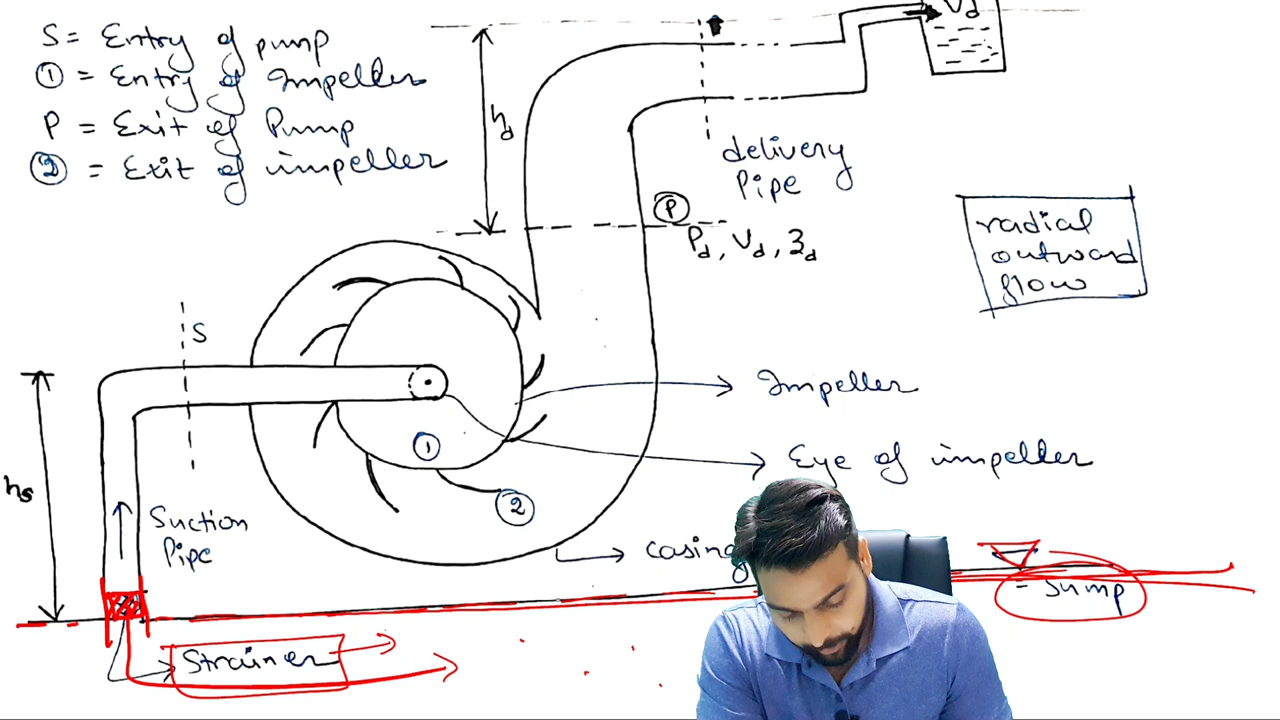 S = Entry of pump
① = Entry of Impeller
P = Exit of Pump
② = Exit of impeller
hd
Vd
delivery
Pipe
P
Pd, Vd, Zd
radial
outward
flow
S
Impeller
①
Eye of impeller
hs
②
Suction
Pipe
casing
- Sump
Strainer